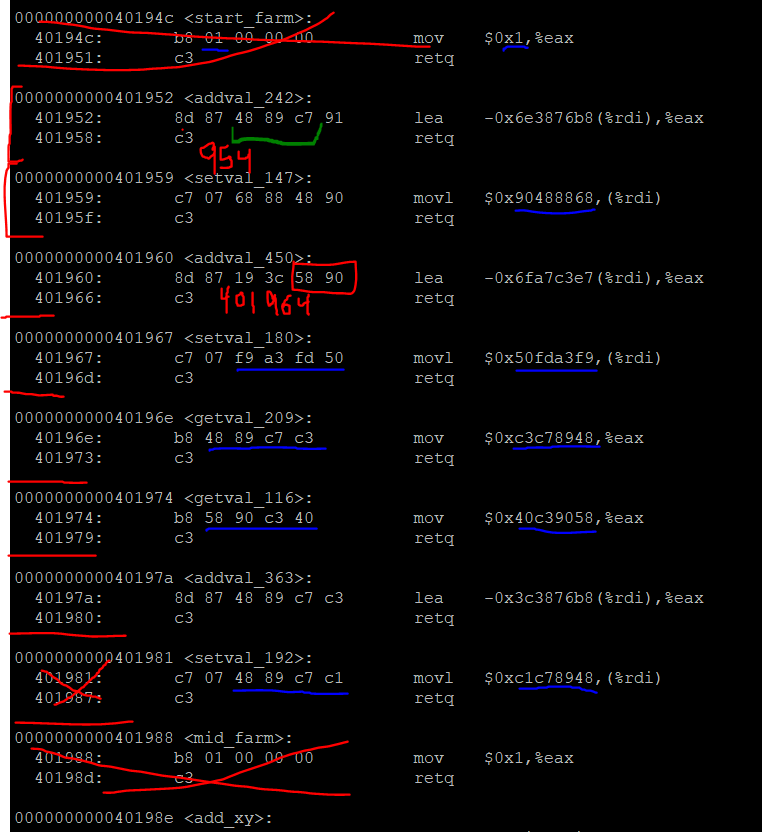 000000000040194c <start_farm>:
40194c: b8 01 00 00 00 mov $0x1,%eax
401951: c3 retq
0000000000401952 <addval_242>:
401952: 8d 87 48 89 c7 91 lea -0x6e3876b8(%rdi),%eax
401958: c3 retq
954
0000000000401959 <setval_147>:
401959: c7 07 68 88 48 90 movl $0x90488868,(%rdi)
40195f: c3 retq
0000000000401960 <addval_450>:
401960: 8d 87 19 3c 58 90 lea -0x6fa7c3e7(%rdi),%eax
401966: c3 retq
401964
0000000000401967 <setval_180>:
401967: c7 07 f9 a3 fd 50 movl $0x50fda3f9,(%rdi)
40196d: c3 retq
000000000040196e <getval_209>:
40196e: b8 48 89 c7 c3 mov $0xc3c78948,%eax
401973: c3 retq
0000000000401974 <getval_116>:
401974: b8 58 90 c3 40 mov $0x40c39058,%eax
401979: c3 retq
000000000040197a <addval_363>:
40197a: 8d 87 48 89 c7 c3 lea -0x3c3876b8(%rdi),%eax
401980: c3 retq
0000000000401981 <setval_192>:
401981: c7 07 48 89 c7 c1 movl $0xc1c78948,(%rdi)
401987: c3 retq
0000000000401988 <mid_farm>:
401988: b8 01 00 00 00 mov $0x1,%eax
40198d: c3 retq
000000000040198e <add_xy>: